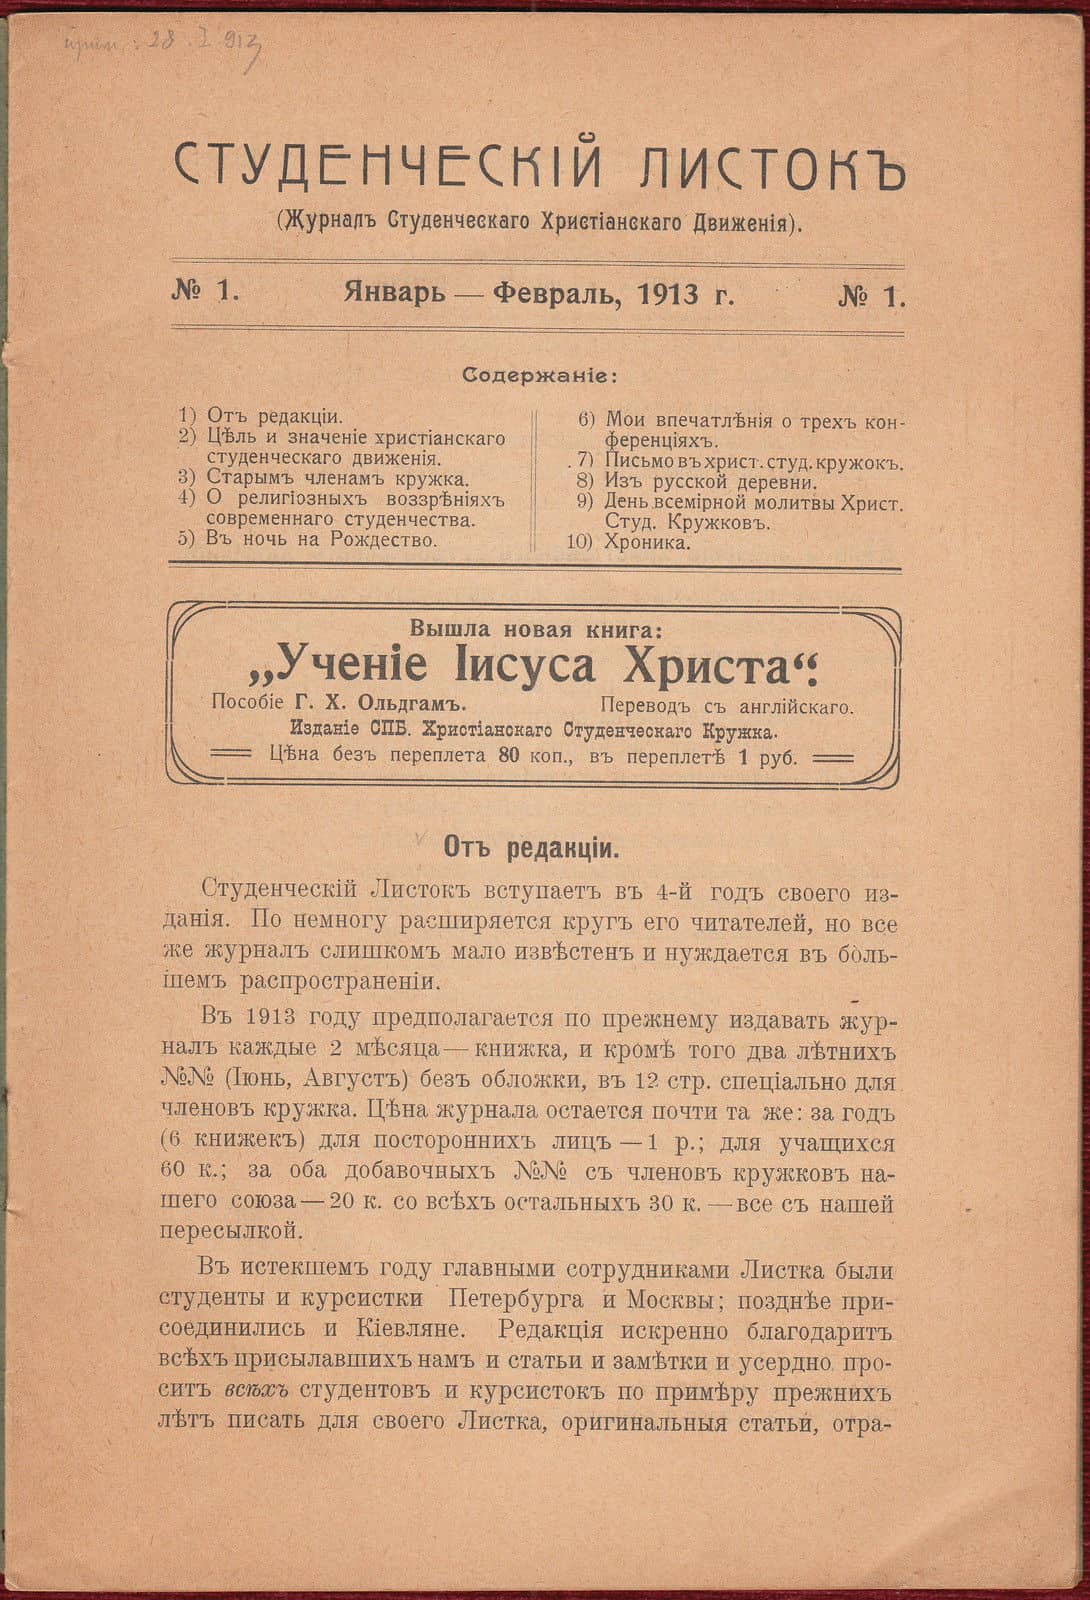 28. I 913
СТУДЕНЧЕСКІЙ ЛИСТОКЪ
(Журналъ Студенческаго Христіанскаго Движенія).
№ 1. Январь — Февраль, 1913 г. № 1.
Содержаніе:
1) Отъ редакціи.
2) Цѣль и значеніе христіанскаго
студенческаго движенія.
3) Старымъ членамъ кружка.
4) О религіозныхъ воззрѣніяхъ
современнаго студенчества.
5) Въ ночь на Рождество.
6) Мои впечатлѣнія о трехъ кон-
ференціяхъ.
7) Письмо въ христ. студ. кружокъ.
8) Изъ русской деревни.
9) День всемірной молитвы Христ.
Студ. Кружковъ.
10) Хроника.
Вышла новая книга:
„Ученіе Іисуса Христа“.
Пособіе Г. Х. Ольдгамъ. Переводъ съ англійскаго.
Изданіе СПБ. Христіанскаго Студенческаго Кружка.
Цѣна безъ переплета 80 коп., въ переплетѣ 1 руб.
Отъ редакціи.
Студенческій Листокъ вступаетъ въ 4-й годъ своего из-
данія. По немногу расширяется кругъ его читателей, но все
же журналъ слишкомъ мало извѣстенъ и нуждается въ боль-
шемъ распространеніи.
Въ 1913 году предполагается по прежнему издавать жур-
налъ каждые 2 мѣсяца — книжка, и кромѣ того два лѣтнихъ
№№ (Іюнь, Августъ) безъ обложки, въ 12 стр. спеціально для
членовъ кружка. Цѣна журнала остается почти та же: за годъ
(6 книжекъ) для постороннихъ лицъ — 1 р.; для учащихся
60 к.; за оба добавочныхъ №№ съ членовъ кружковъ на-
шего союза — 20 к. со всѣхъ остальныхъ 30 к. — все съ нашей
пересылкой.
Въ истекшемъ году главными сотрудниками Листка были
студенты и курсистки Петербурга и Москвы; позднѣе при-
соединились и Кіевляне. Редакція искренно благодаритъ
всѣхъ присылавшихъ намъ и статьи и замѣтки и усердно про-
ситъ всѣхъ студентовъ и курсистокъ по примѣру прежнихъ
лѣтъ писать для своего Листка, оригинальныя статьи, отра-